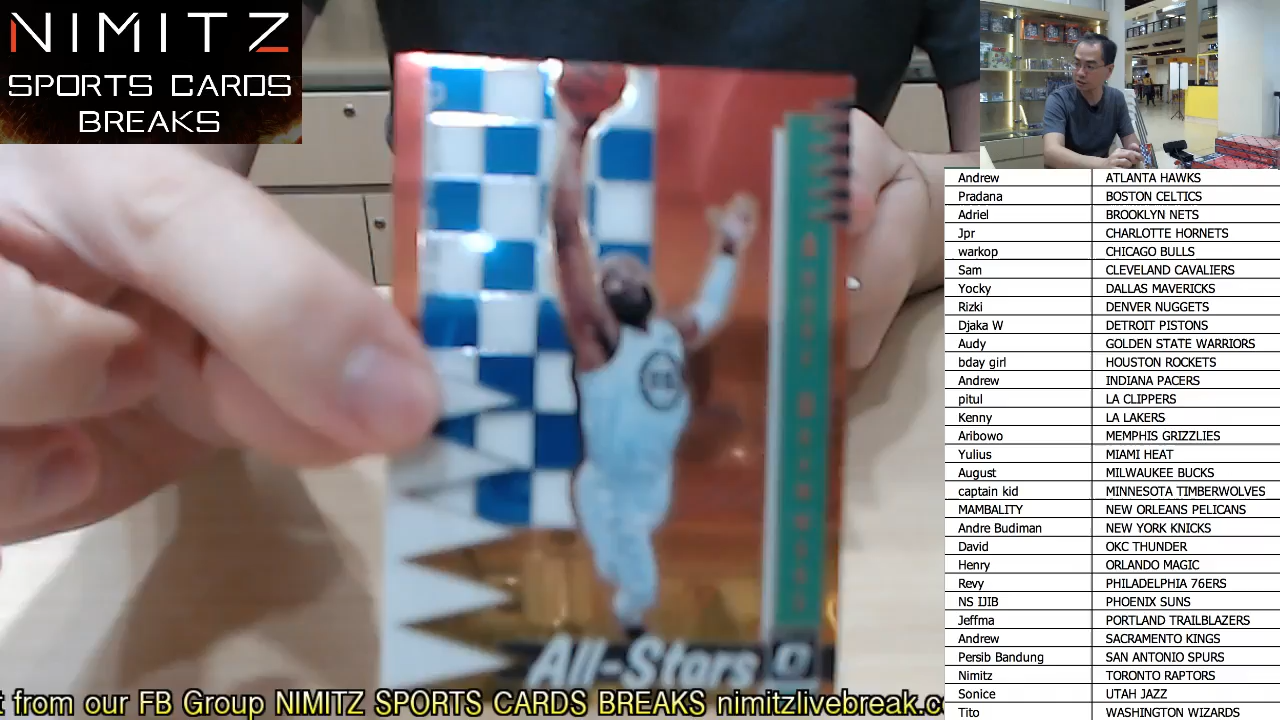 NIMITZ
SPORTS CARDS
BREAKS
All-Stars
Andrew ATLANTA HAWKS
Pradana BOSTON CELTICS
Adriel BROOKLYN NETS
Jpr CHARLOTTE HORNETS
warkop CHICAGO BULLS
Sam CLEVELAND CAVALIERS
Yocky DALLAS MAVERICKS
Rizki DENVER NUGGETS
Djaka W DETROIT PISTONS
Audy GOLDEN STATE WARRIORS
bday girl HOUSTON ROCKETS
Andrew INDIANA PACERS
pitul LA CLIPPERS
Kenny LA LAKERS
Aribowo MEMPHIS GRIZZLIES
Yulius MIAMI HEAT
August MILWAUKEE BUCKS
captain kid MINNESOTA TIMBERWOLVES
MAMBALITY NEW ORLEANS PELICANS
Andre Budiman NEW YORK KNICKS
David OKC THUNDER
Henry ORLANDO MAGIC
Revy PHILADELPHIA 76ERS
NS IJIB PHOENIX SUNS
Jeffma PORTLAND TRAILBLAZERS
Andrew SACRAMENTO KINGS
Persib Bandung SAN ANTONIO SPURS
Nimitz TORONTO RAPTORS
Sonice UTAH JAZZ
Tito WASHINGTON WIZARDS
from our FB Group NIMITZ SPORTS CARDS BREAKS nimitzlivebreak.c